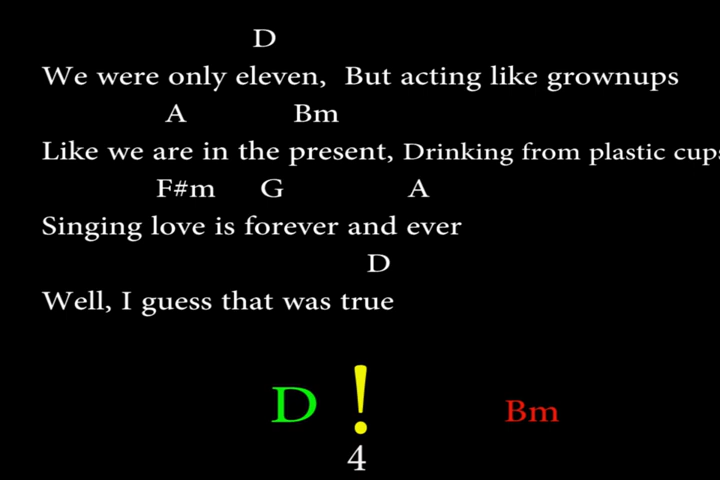 D
We were only eleven, But acting like grownups
A Bm
Like we are in the present, Drinking from plastic cups
F#m G A
Singing love is forever and ever
D
Well, I guess that was true
D ! Bm
4